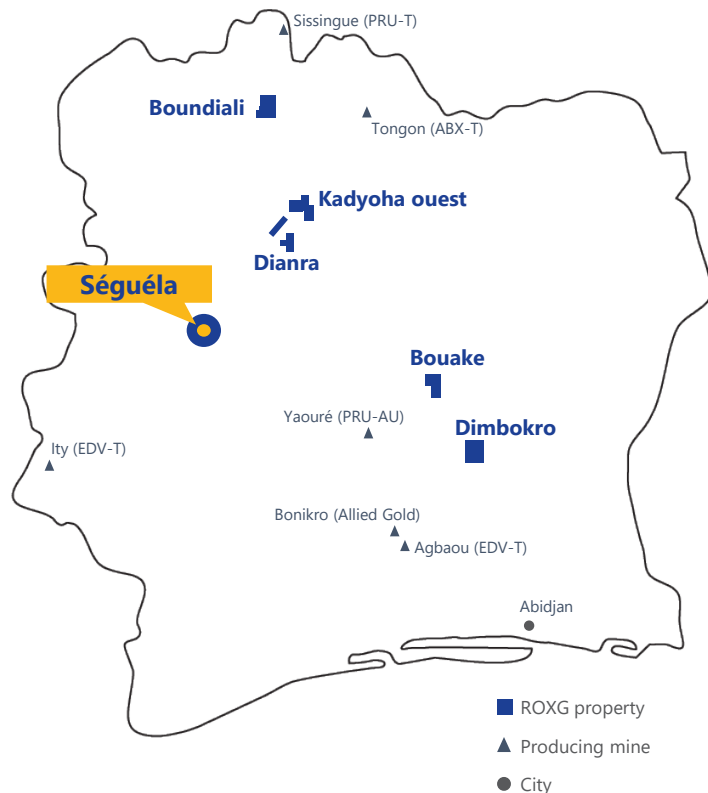 Sissingue (PRU-T)
Boundiali
Tongon (ABX-T)
Kadyoha ouest
Dianra
Séguéla
Bouake
Yaouré (PRU-AU)
Dimbokro
Ity (EDV-T)
Bonikro (Allied Gold)
Agbaou (EDV-T)
Abidjan
ROXG property
Producing mine
City